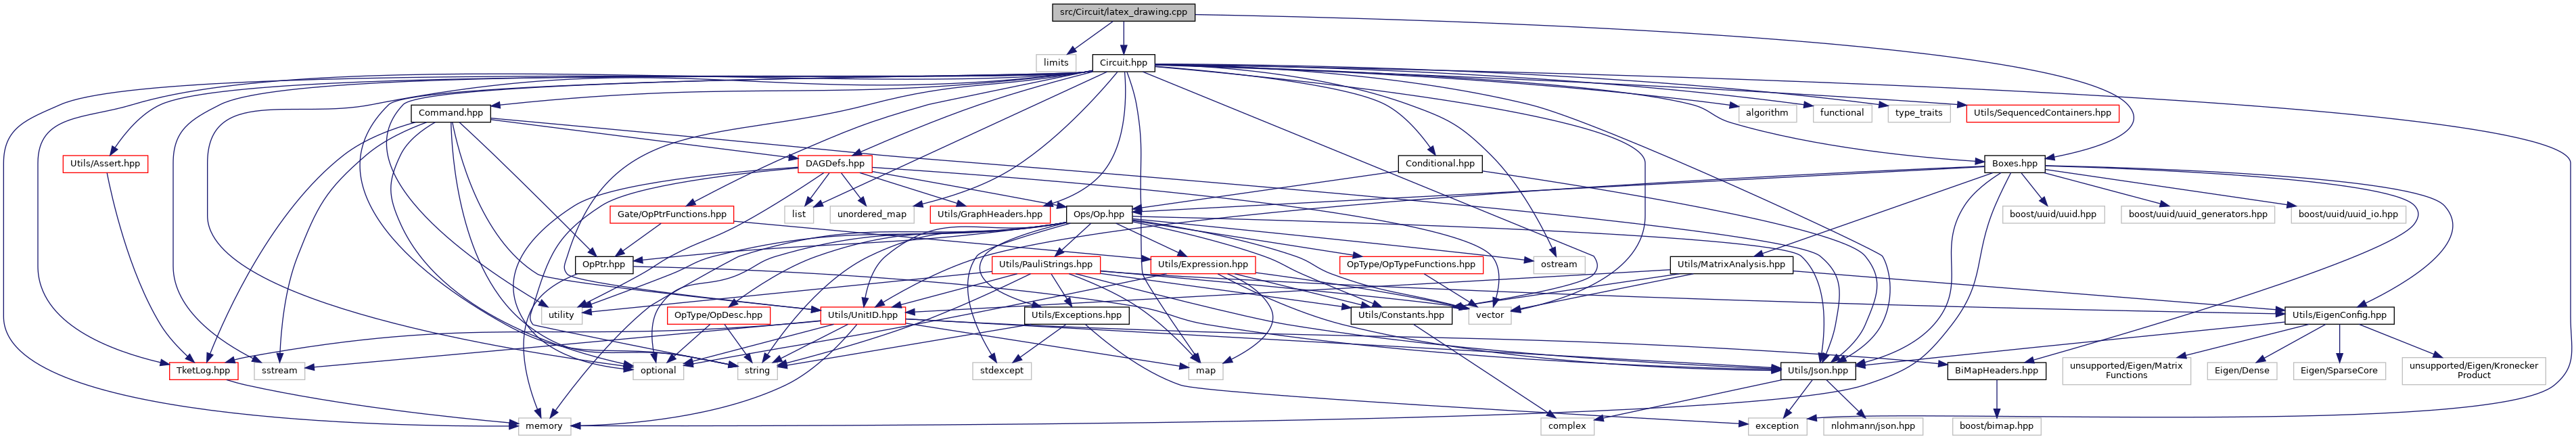 src/Circuit/latex_drawing.cpp
limits
Circuit.hpp
Command.hpp
algorithm
functional
type_traits
Utils/SequencedContainers.hpp
Utils/Assert.hpp
DAGDefs.hpp
Conditional.hpp
Boxes.hpp
Gate/OpPtrFunctions.hpp
list
unordered_map
Utils/GraphHeaders.hpp
Ops/Op.hpp
boost/uuid/uuid.hpp
boost/uuid/uuid_generators.hpp
boost/uuid/uuid_io.hpp
OpPtr.hpp
Utils/PauliStrings.hpp
Utils/Expression.hpp
OpType/OpTypeFunctions.hpp
ostream
Utils/MatrixAnalysis.hpp
utility
OpType/OpDesc.hpp
Utils/UnitID.hpp
Utils/Exceptions.hpp
Utils/Constants.hpp
vector
Utils/EigenConfig.hpp
TketLog.hpp
sstream
optional
string
stdexcept
map
Utils/Json.hpp
BiMapHeaders.hpp
unsupported/Eigen/Matrix
Functions
Eigen/Dense
Eigen/SparseCore
unsupported/Eigen/Kronecker
Product
memory
complex
exception
nlohmann/json.hpp
boost/bimap.hpp